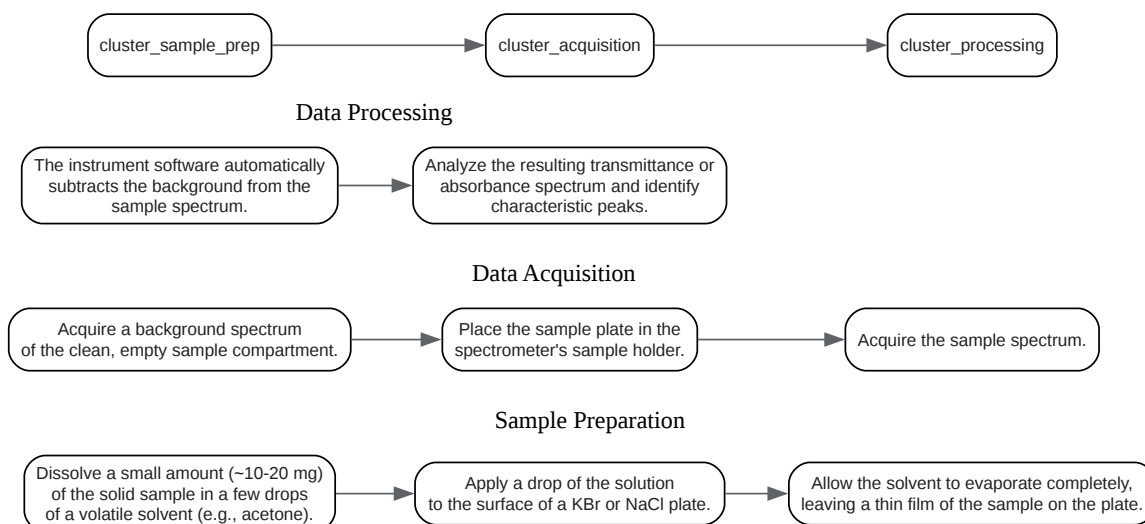 cluster_sample_prep
cluster_acquisition
cluster_processing
Data Processing
The instrument software automatically
subtracts the background from the
sample spectrum.
Analyze the resulting transmittance or
absorbance spectrum and identify
characteristic peaks.
Data Acquisition
Acquire a background spectrum
of the clean, empty sample compartment.
Place the sample plate in the
spectrometer's sample holder.
Acquire the sample spectrum.
Sample Preparation
Dissolve a small amount (~10-20 mg)
of the solid sample in a few drops
of a volatile solvent (e.g., acetone).
Apply a drop of the solution
to the surface of a KBr or NaCl plate.
Allow the solvent to evaporate completely,
leaving a thin film of the sample on the plate.